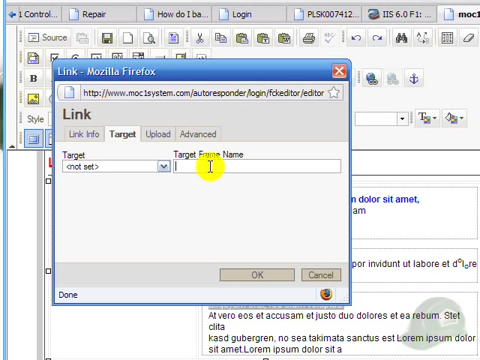 1 Control...
Repair
How do I ba
Login
PLSK007412
IIS 6.0 F1:
moc1
Source
B
Style
Link - Mozilla Firefox
http://www.moc1system.com/autoresponder/login/fckeditor/editor
Link
Link Info
Target
Upload
Advanced
Target
Target Frame Name
<not set>
T
A
dolor sit amet,
am
por invidunt ut labore et dolore
OK
Cancel
Done
At vero eos et accusam et justo duo dolores et ea rebum. Stet
clita
kasd gubergren, no sea takimata sanctus est Lorem ipsum dolor
sit amet.Lorem ipsum dolor sit a